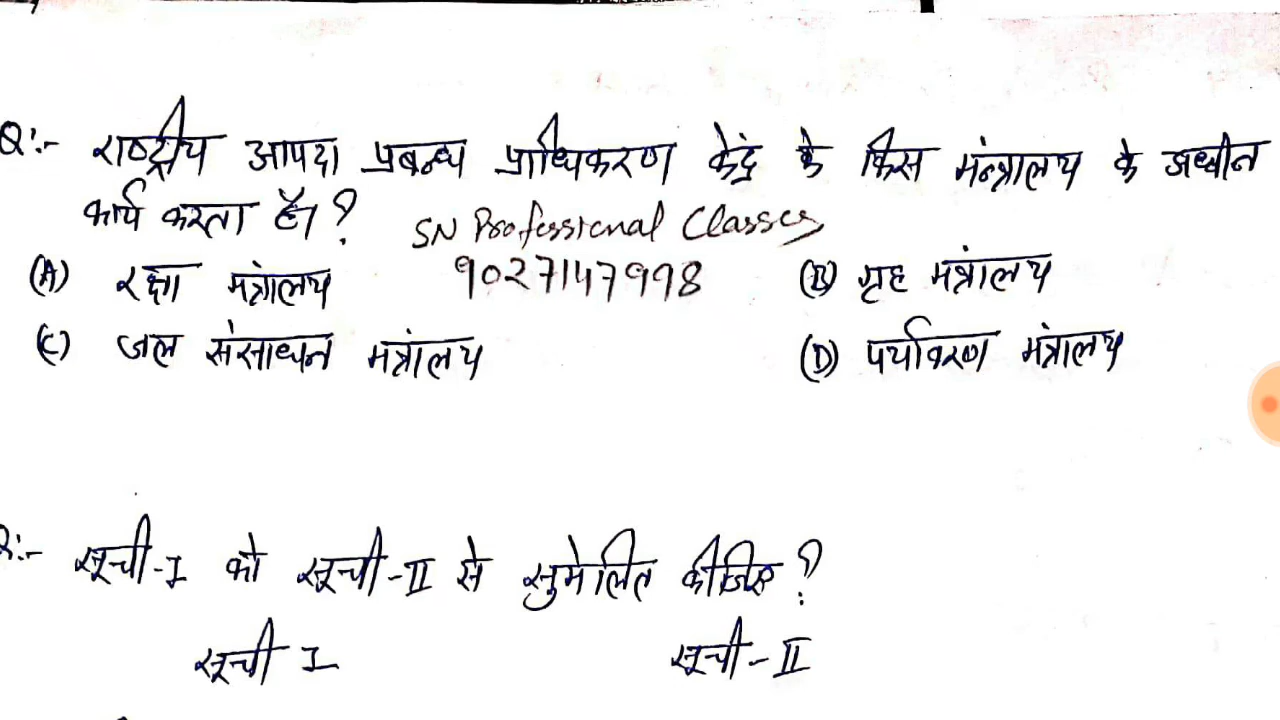 Q:- राष्ट्रीय आपदा प्रबन्ध प्राधिकरण केंद्र के किस मंन्त्रालय के अधीन
कार्य करता है?
SN Professional Classes
(A) रक्षा मंत्रालय
9027147998
(B) गृह मंत्रालय
(C) जल संसाधन मंत्रालय
(D) पर्यावरण मंत्रालय
Q:- सूची-I को सूची-II से सुमेलित कीजिए?
सूची I
सूची-II